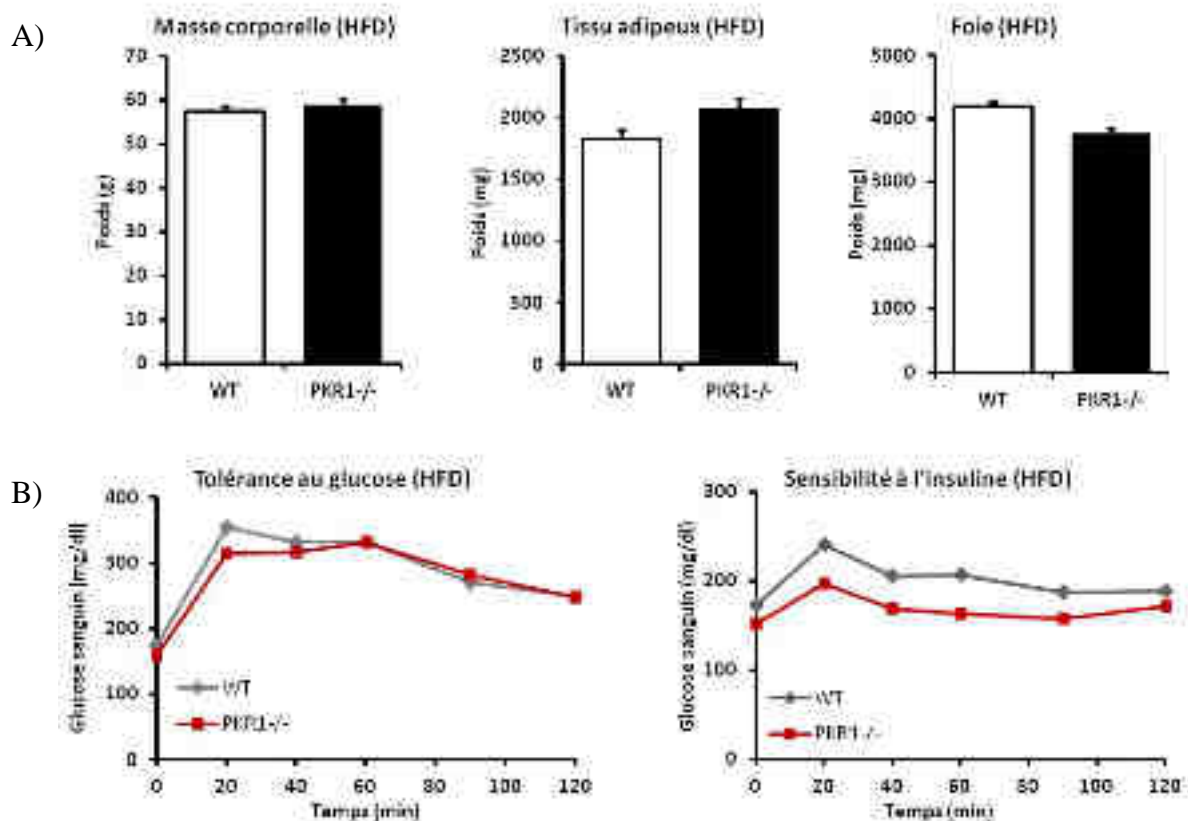 A)
Masse corporelle (HFD)
Poids (g)
70
60
50
40
30
20
10
0
WT
PKR1-/-
Tissu adipeux (HFD)
Poids (mg)
2500
2000
1500
1000
500
0
WT
PKR1-/-
Foie (HFD)
Poids (mg)
5000
4000
3000
2000
1000
0
WT
PKR1-/-
B)
Tolérance au glucose (HFD)
Glucose sanguin (mg/dl)
400
300
200
100
0
WT
PKR1-/-
0 20 40 60 80 100 120
Temps (min)
Sensibilité à l'insuline (HFD)
Glucose sanguin (mg/dl)
300
200
100
0
WT
PKR1-/-
0 20 40 60 80 100 120
Temps (min)